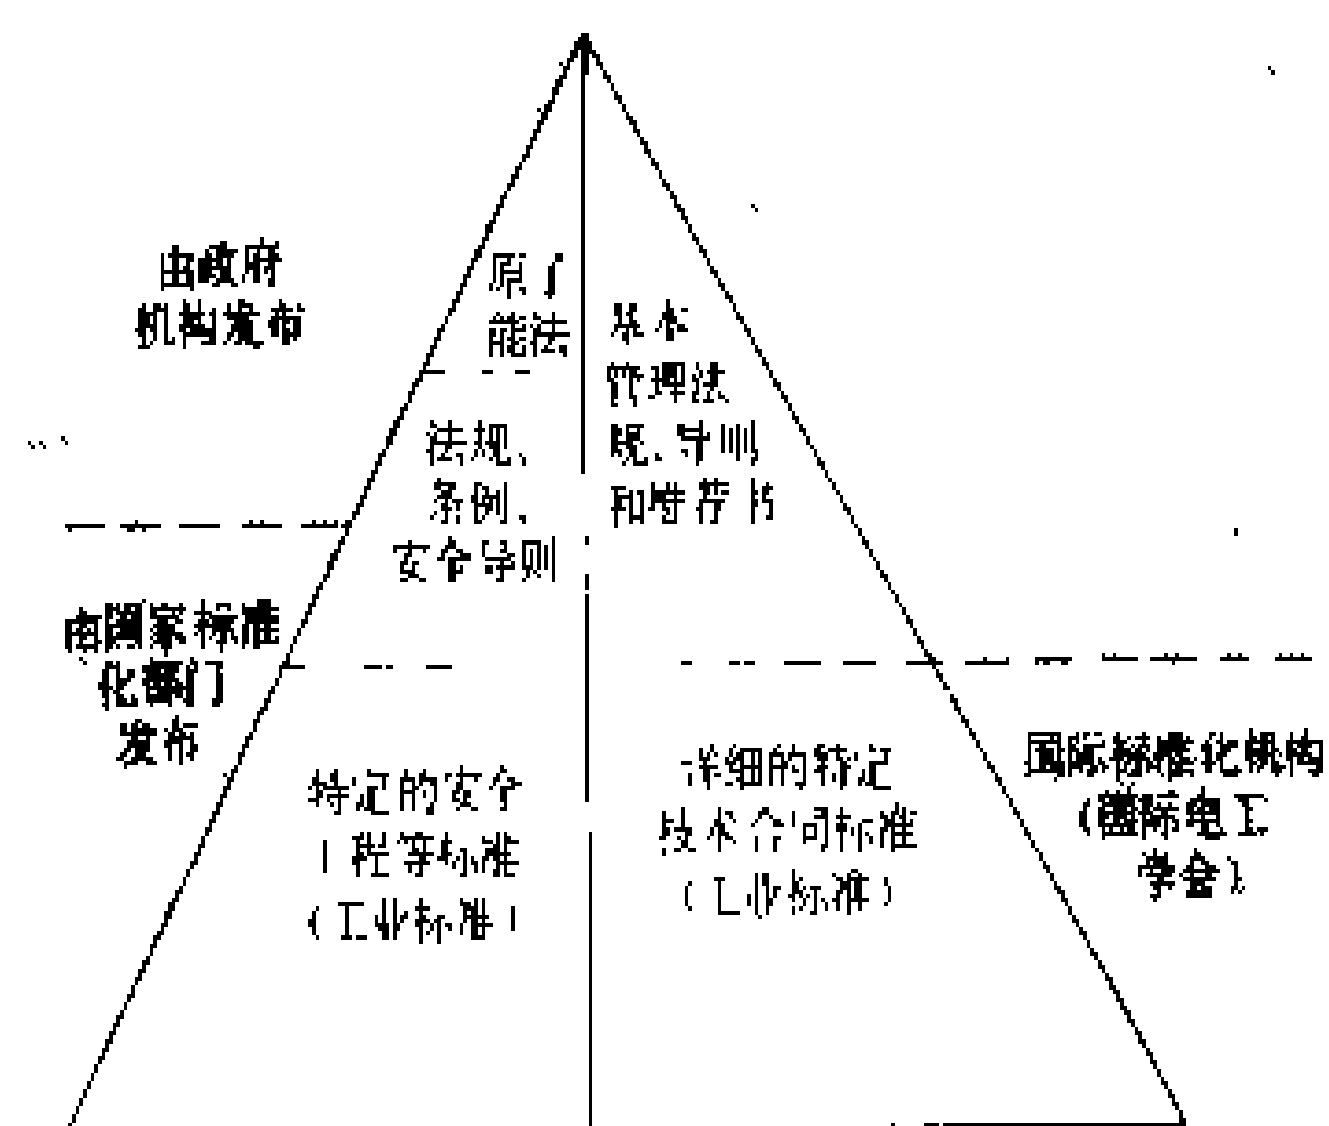 由政府
机构发布
由国家标准
化部门
发布
原子
能法
法规、
条例、
安全导则
特定的安全
工程等标准
(工业标准)
基本
管理法
规、导则
和推荐书
详细的特定
技术合同标准
(工业标准)
国际标准化机构
(国际电工
学会)